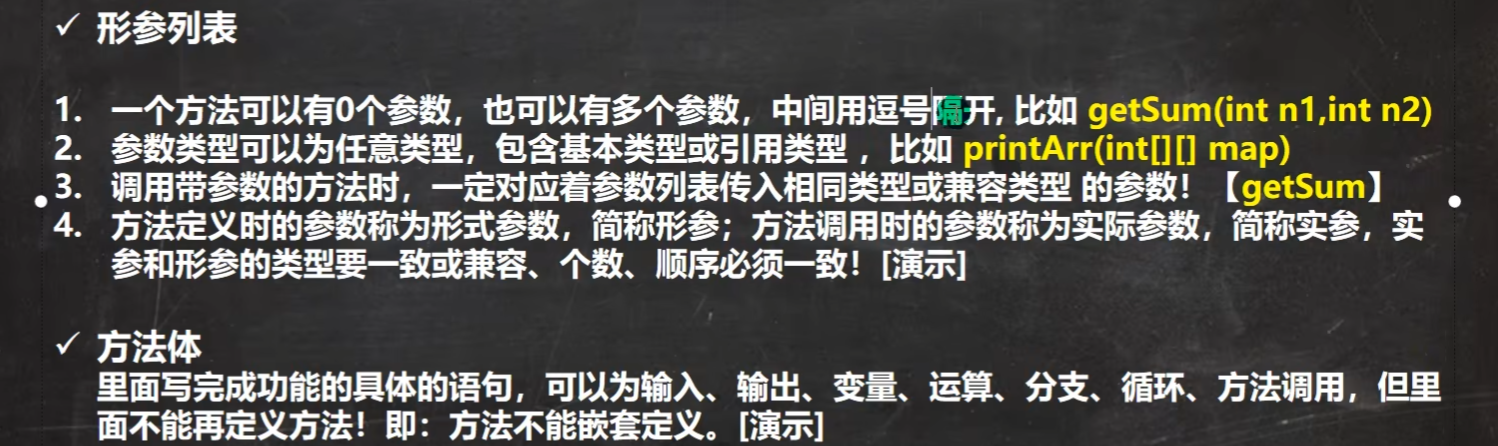 ✓ 形参列表
1. 一个方法可以有0个参数，也可以有多个参数，中间用逗号隔开, 比如 getSum(int n1,int n2)
2. 参数类型可以为任意类型，包含基本类型或引用类型 ，比如 printArr(int[][] map)
3. 调用带参数的方法时，一定对应着参数列表传入相同类型或兼容类型 的参数！【getSum】
4. 方法定义时的参数称为形式参数，简称形参；方法调用时的参数称为实际参数，简称实参，实
参和形参的类型要一致或兼容、个数、顺序必须一致！[演示]
✓ 方法体
里面写完成功能的具体的语句，可以为输入、输出、变量、运算、分支、循环、方法调用，但里
面不能再定义方法！即：方法不能嵌套定义。[演示]